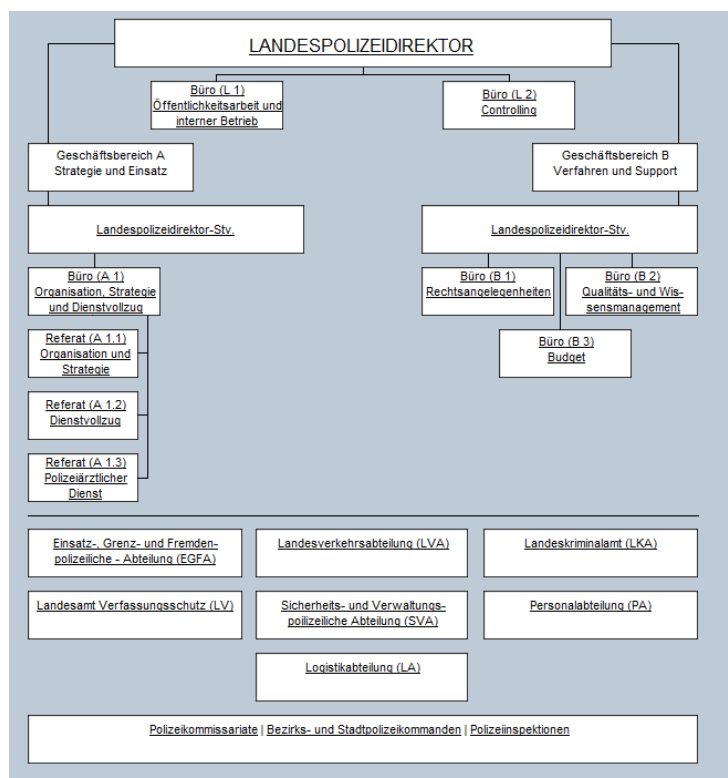 LANDESPOLIZEIDIREKTOR
Büro (L 1)
Öffentlichkeitsarbeit und
interner Betrieb
Büro (L 2)
Controlling
Geschäftsbereich A
Strategie und Einsatz
Geschäftsbereich B
Verfahren und Support
Landespolizeidirektor-Stv.
Landespolizeidirektor-Stv.
Büro (A 1)
Organisation, Strategie
und Dienstvollzug
Büro (B 1)
Rechtsangelegenheiten
Büro (B 2)
Qualitäts- und Wis-
sensmanagement
Referat (A 1.1)
Organisation und
Strategie
Büro (B 3)
Budget
Referat (A 1.2)
Dienstvollzug
Referat (A 1.3)
Polizeiärztlicher
Dienst
Einsatz-, Grenz- und Fremden-
polizeiliche - Abteilung (EGFA)
Landesverkehrsabteilung (LVA)
Landeskriminalamt (LKA)
Landesamt Verfassungsschutz (LV)
Sicherheits- und Verwaltungs-
poilizeiliche Abteilung (SVA)
Personalabteilung (PA)
Logistikabteilung (LA)
Polizeikommissariate | Bezirks- und Stadtpolizeikommanden | Polizeiinspektionen